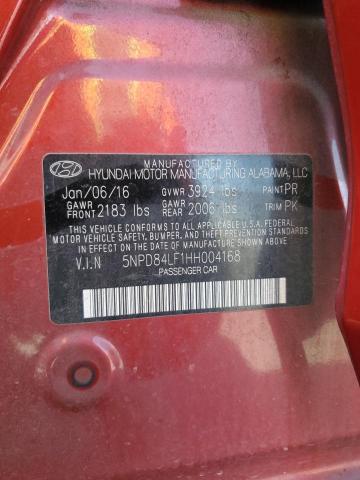 MANUFACTURED BY
HYUNDAI MOTOR MANUFACTURING ALABAMA, LLC
Jan/06/16 GVWR 3924 lbs PAINT PR
GAWR FRONT 2183 lbs GAWR REAR 2006 lbs TRIM PK
THIS VEHICLE CONFORMS TO ALL APPLICABLE U.S.A. FEDERAL
MOTOR VEHICLE SAFETY, BUMPER, AND THEFT PREVENTION
STANDARDS IN EFFECT ON THE DATE OF MANUFACTURE SHOWN ABOVE.
V.I.N 5NPD84LF1HH004168
PASSENGER CAR